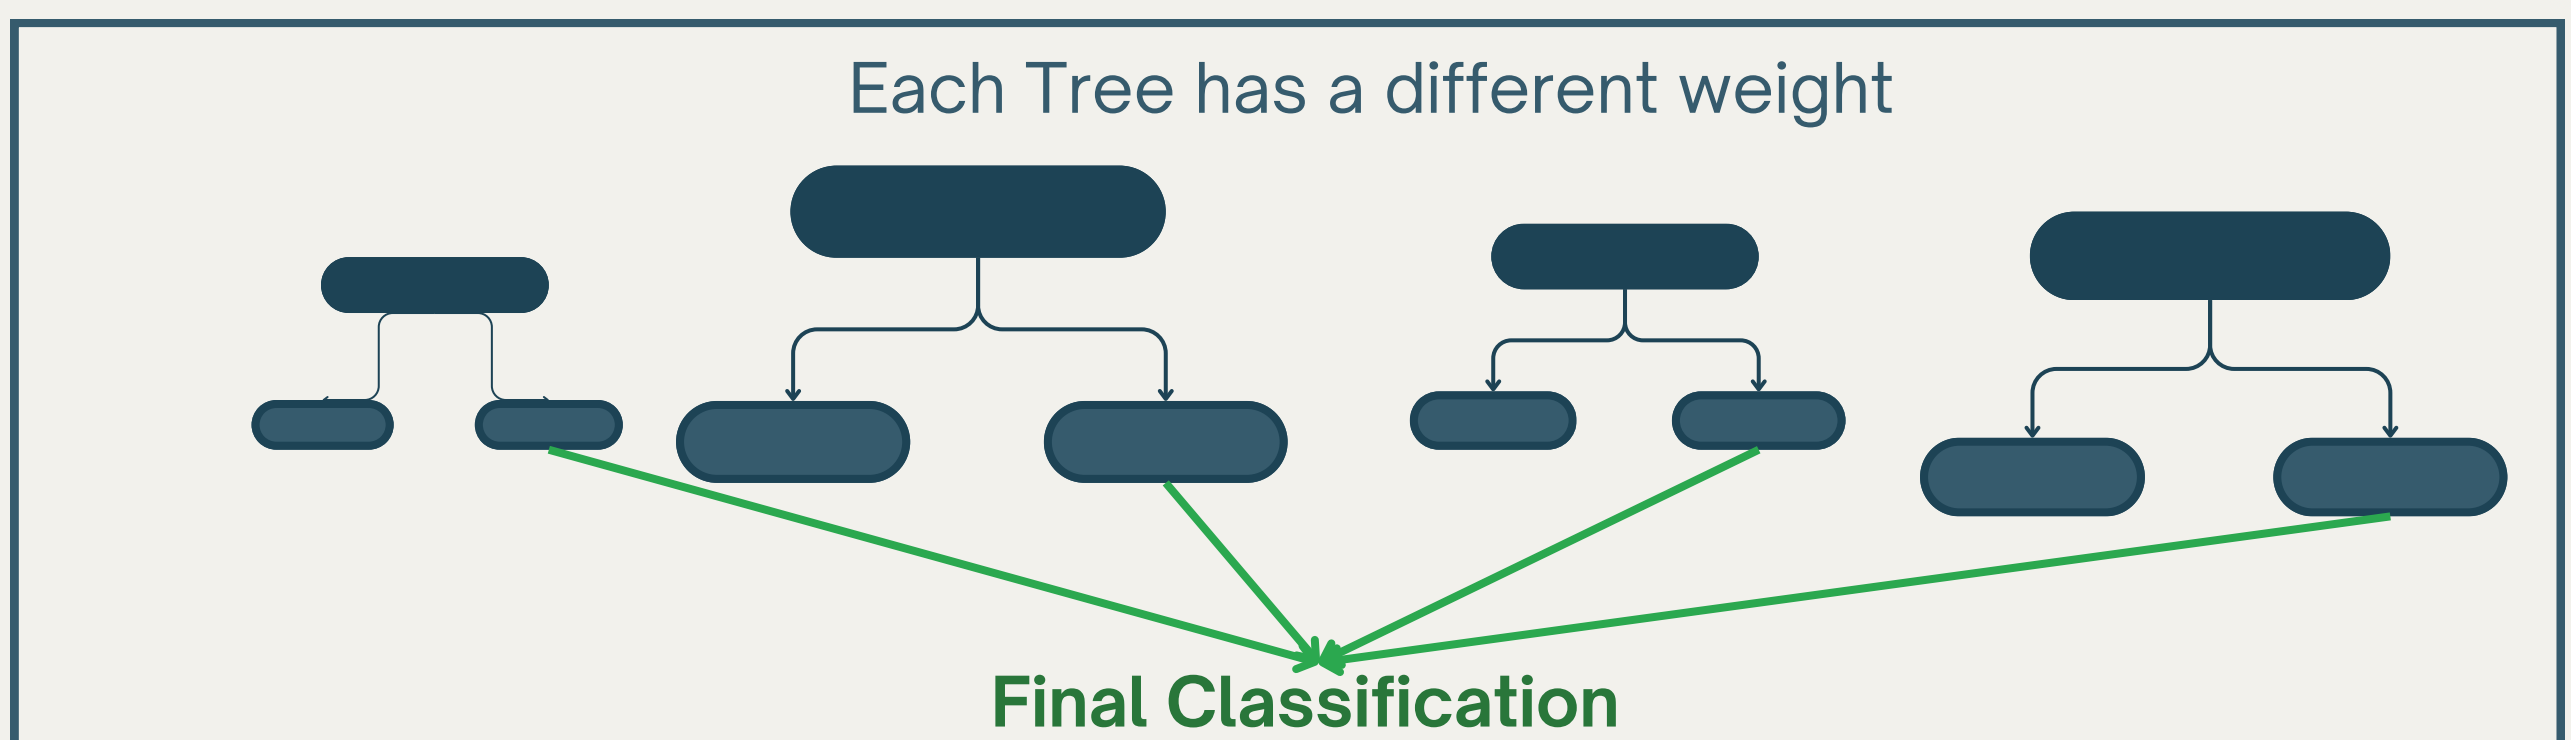 Each Tree has a different weight
Final Classification